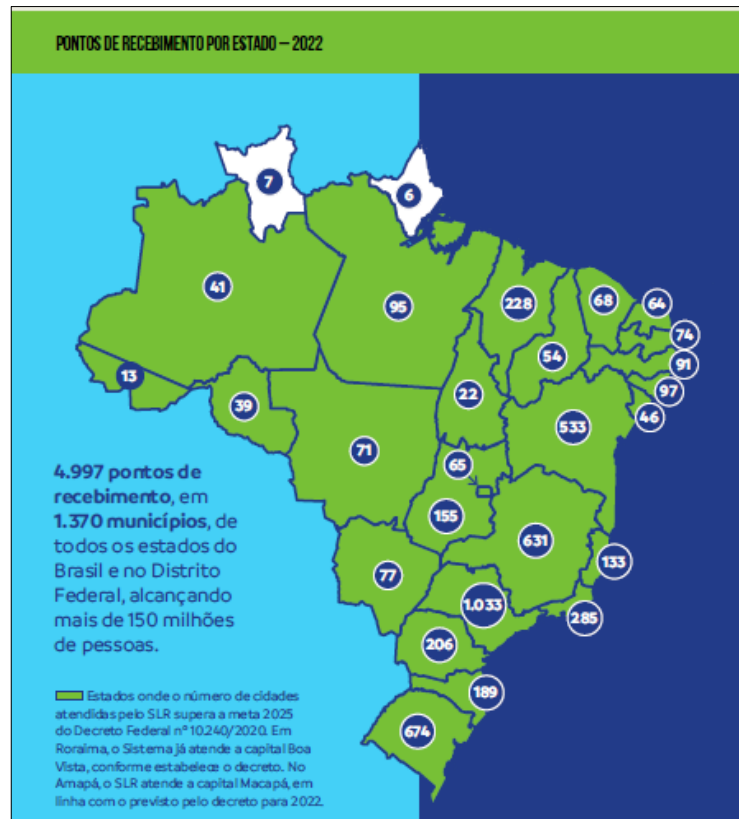 PONTOS DE RECEBIMENTO POR ESTADO – 2022
7
6
41
95
228
68
64
74
54
91
13
39
22
97
46
533
71
65
155
631
4.997 pontos de
recebimento, em
1.370 municípios, de
todos os estados do
Brasil e no Distrito
Federal, alcançando
mais de 150 milhões
de pessoas.
77
133
1.033
285
206
189
674
Estados onde o número de cidades
atendidas pelo SLR supera a meta 2025
do Decreto Federal nº 10.240/2020. Em
Roraima, o Sistema já atende a capital Boa
Vista, conforme estabelece o decreto. No
Amapá, o SLR atende a capital Macapá, em
linha com o previsto pelo decreto para 2022.